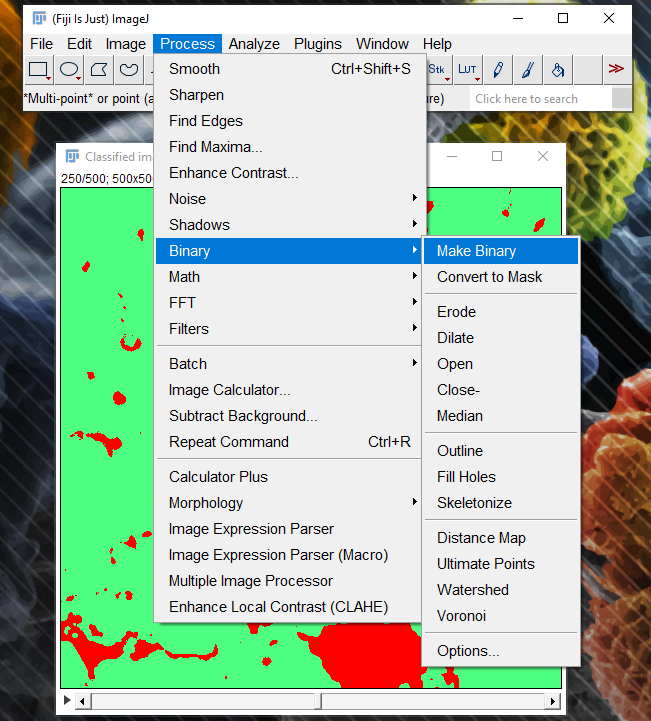 (Fiji Is Just) ImageJ
File Edit Image Process Analyze Plugins Window Help
Stk LUT >>
*Multi-point* or point (a
ure)
Click here to search
Smooth Ctrl+Shift+S
Sharpen
Find Edges
Find Maxima...
Enhance Contrast...
Noise
Shadows
Binary
Math
FFT
Filters
Batch
Image Calculator...
Subtract Background...
Repeat Command Ctrl+R
Calculator Plus
Morphology
Image Expression Parser
Image Expression Parser (Macro)
Multiple Image Processor
Enhance Local Contrast (CLAHE)
Classified ima
250/500; 500x500
Make Binary
Convert to Mask
Erode
Dilate
Open
Close-
Median
Outline
Fill Holes
Skeletonize
Distance Map
Ultimate Points
Watershed
Voronoi
Options...